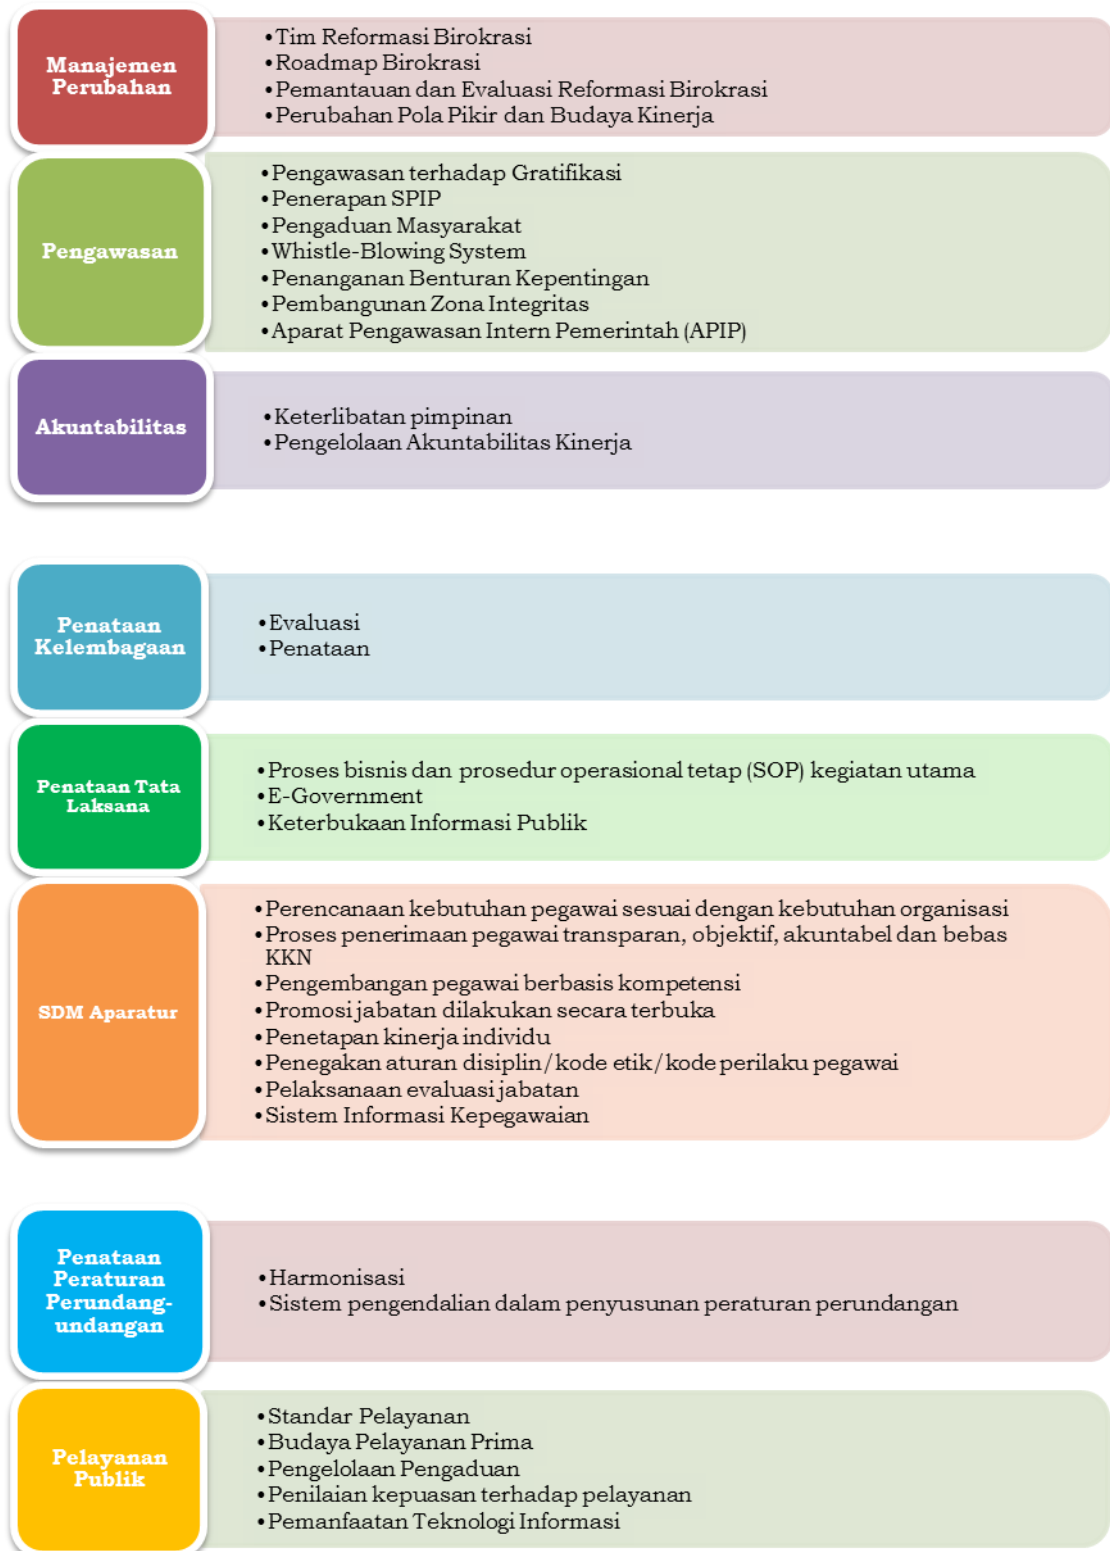 Manajemen
Perubahan
•Tim Reformasi Birokrasi
•Roadmap Birokrasi
•Pemantauan dan Evaluasi Reformasi Birokrasi
•Perubahan Pola Pikir dan Budaya Kinerja
Pengawasan
•Pengawasan terhadap Gratifikasi
•Penerapan SPIP
•Pengaduan Masyarakat
•Whistle-Blowing System
•Penanganan Benturan Kepentingan
•Pembangunan Zona Integritas
•Aparat Pengawasan Intern Pemerintah (APIP)
Akuntabilitas
•Keterlibatan pimpinan
•Pengelolaan Akuntabilitas Kinerja
Penataan
Kelembagaan
•Evaluasi
•Penataan
Penataan Tata
Laksana
•Proses bisnis dan prosedur operasional tetap (SOP) kegiatan utama
•E-Government
•Keterbukaan Informasi Publik
SDM Aparatur
•Perencanaan kebutuhan pegawai sesuai dengan kebutuhan organisasi
•Proses penerimaan pegawai transparan, objektif, akuntabel dan bebas
KKN
•Pengembangan pegawai berbasis kompetensi
•Promosi jabatan dilakukan secara terbuka
•Penetapan kinerja individu
•Penegakan aturan disiplin/kode etik/kode perilaku pegawai
•Pelaksanaan evaluasi jabatan
•Sistem Informasi Kepegawaian
Penataan
Peraturan
Perundang-
undangan
•Harmonisasi
•Sistem pengendalian dalam penyusunan peraturan perundangan
Pelayanan
Publik
•Standar Pelayanan
•Budaya Pelayanan Prima
•Pengelolaan Pengaduan
•Penilaian kepuasan terhadap pelayanan
•Pemanfaatan Teknologi Informasi